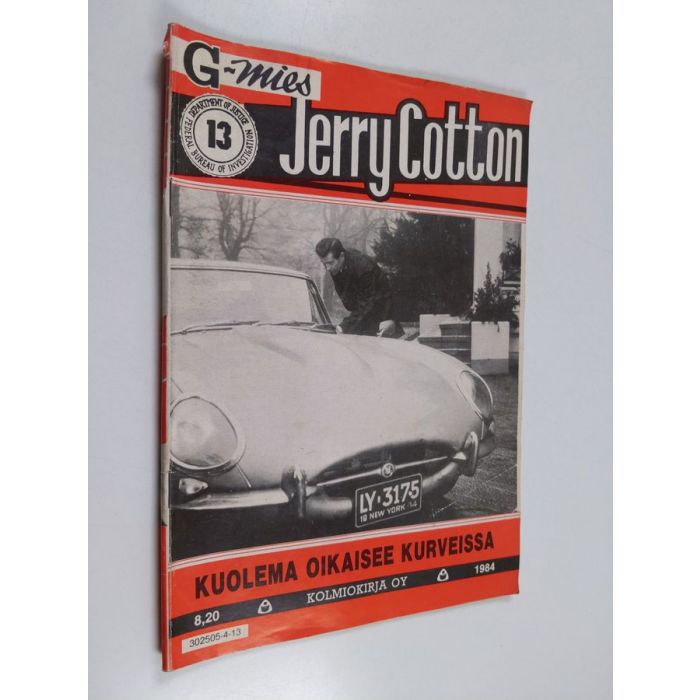 G-mies
Jerry Cotton
DEPARTMENT OF JUSTICE
13
FEDERAL BUREAU OF INVESTIGATION
LY·3175
19 NEW YORK 14
KUOLEMA OIKAISEE KURVEISSA
8,20 KOLMIOKIRJA OY 1984
302505-4-13